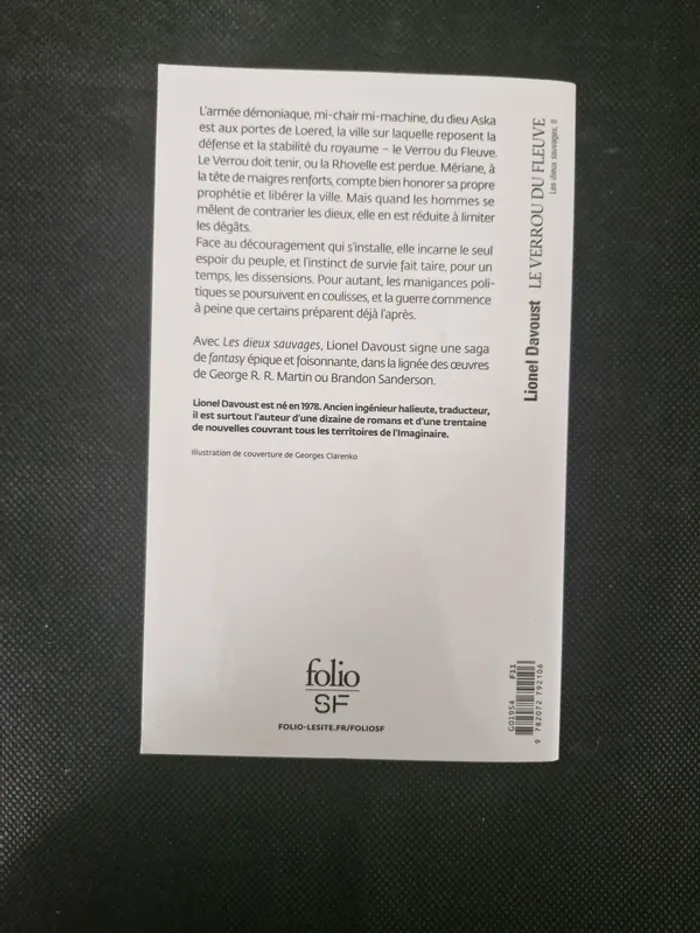 L'armée démoniaque, mi-chair mi-machine, du dieu Aska
est aux portes de Loered, la ville sur laquelle reposent la
défense et la stabilité du royaume – le Verrou du Fleuve.
Le Verrou doit tenir, ou la Rhovelle est perdue. Mériane, à
la tête de maigres renforts, compte bien honorer sa propre
prophétie et libérer la ville. Mais quand les hommes se
mêlent de contrarier les dieux, elle en est réduite à limiter
les dégâts.
Face au découragement qui s'installe, elle incarne le seul
espoir du peuple, et l'instinct de survie fait taire, pour un
temps, les dissensions. Pour autant, les manigances poli-
tiques se poursuivent en coulisses, et la guerre commence
à peine que certains préparent déjà l'après.
Avec Les dieux sauvages, Lionel Davoust signe une saga
de fantasy épique et foisonnante, dans la lignée des œuvres
de George R. R. Martin ou Brandon Sanderson.
Lionel Davoust est né en 1978. Ancien ingénieur halieute, traducteur,
il est surtout l'auteur d'une dizaine de romans et d'une trentaine
de nouvelles couvrant tous les territoires de l'Imaginaire.
Illustration de couverture de Georges Clarenko
folio
SF
FOLIO-LESITE.FR/FOLIOSF
Lionel Davoust LE VERROU DU FLEUVE
Les dieux sauvages, II
G01954 F11
9 782072 792106